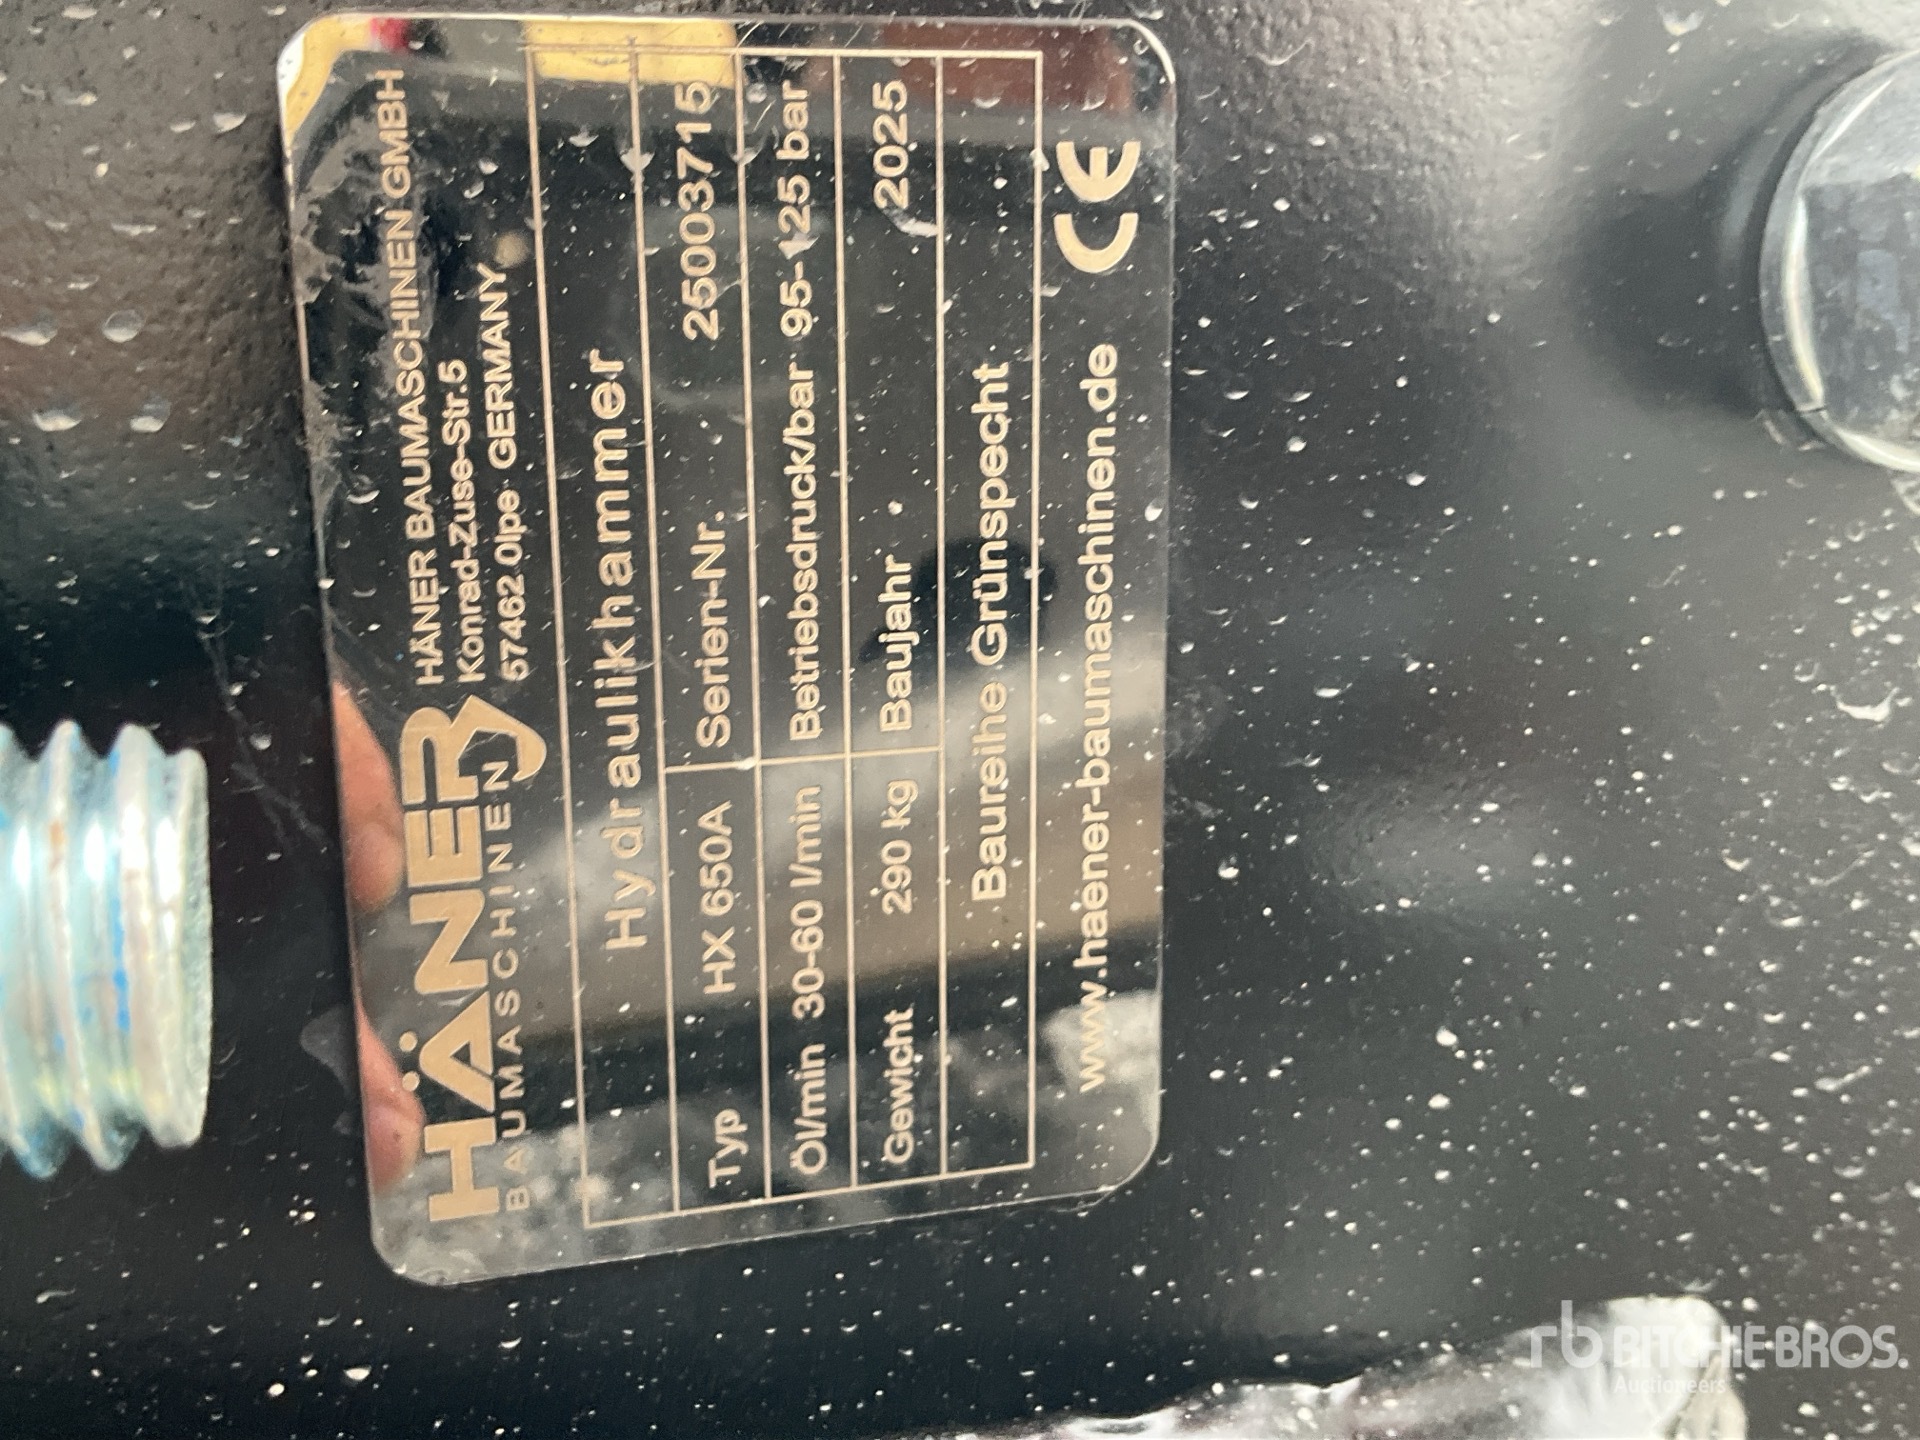 HÄNER
BAUMASCHINEN
HÄNER BAUMASCHINEN GMBH
Konrad-Zuse-Str.5
57462 Olpe GERMANY
Hydraulikhammer
Typ HX 650A Serien-Nr. 25003715
Öl/min 30-60 l/min Betriebsdruck/bar 95-125 bar
Gewicht 290 kg Baujahr 2025
Baureihe Grünspecht
www.haener-baumaschinen.de CE
rb RITCHIE BROS.
Auctioneers